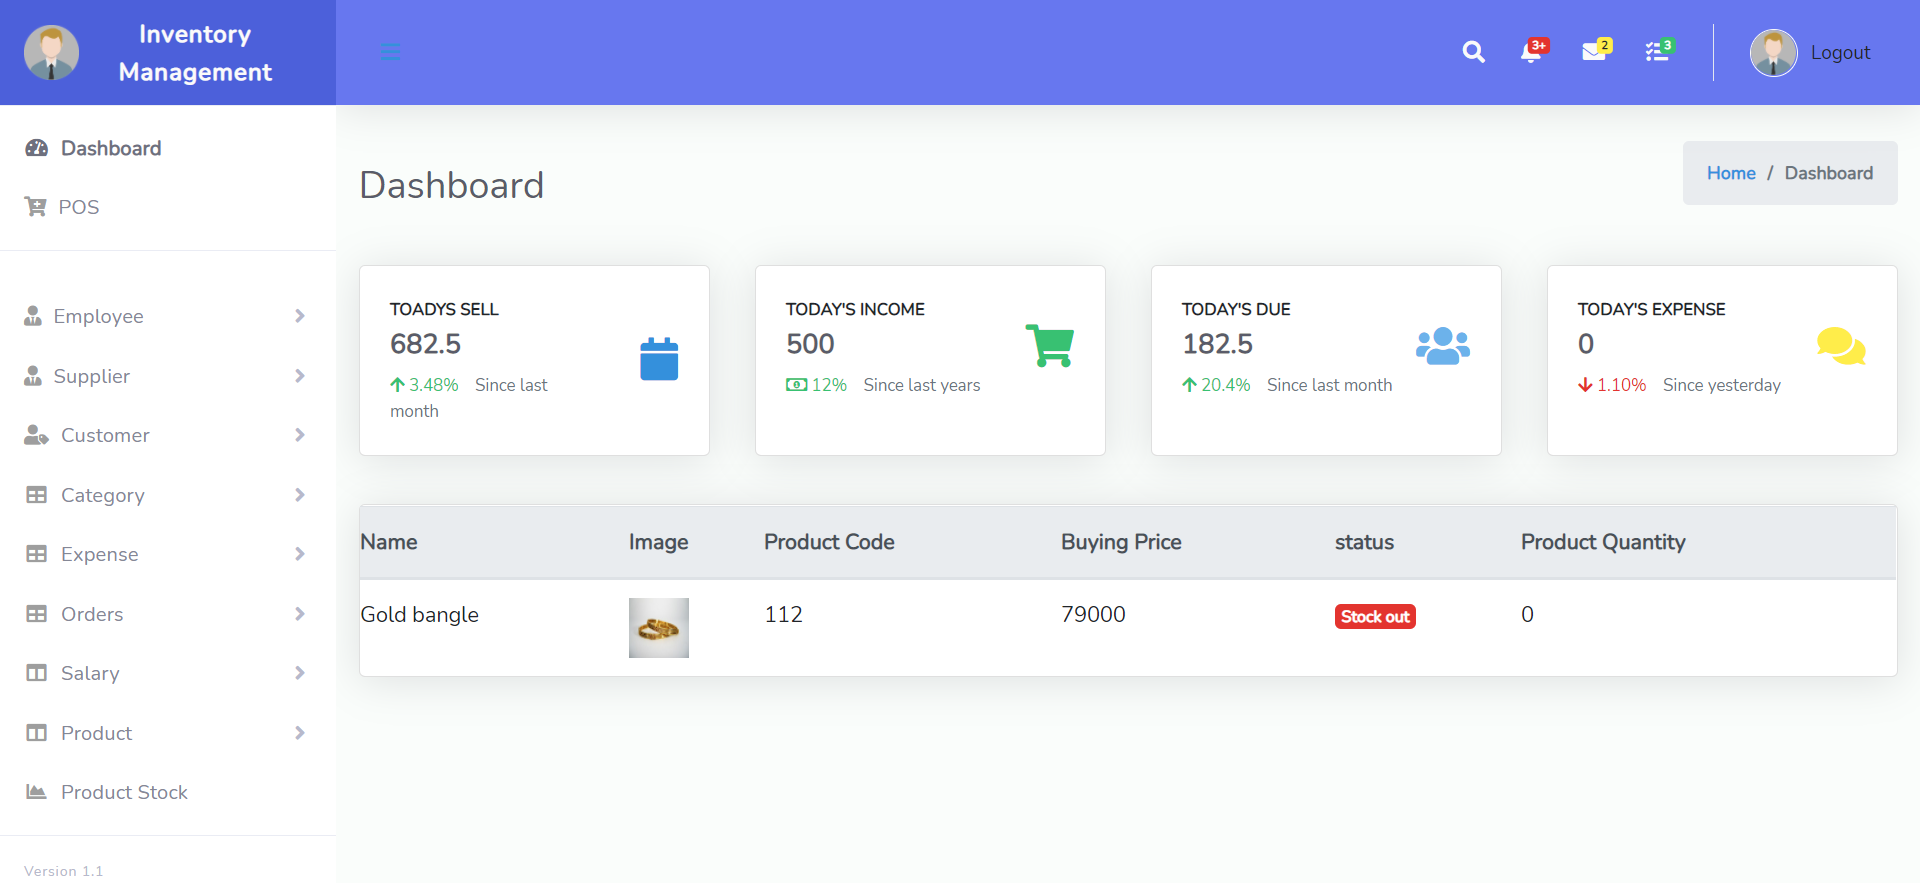 Inventory
Management
3+
2
3
Logout
Dashboard
POS
Employee
Supplier
Customer
Category
Expense
Orders
Salary
Product
Product Stock
Version 1.1
Dashboard
Home / Dashboard
TOADYS SELL
682.5
3.48% Since last
month
TODAY'S INCOME
500
12% Since last years
TODAY'S DUE
182.5
20.4% Since last month
TODAY'S EXPENSE
0
1.10% Since yesterday
Name Image Product Code Buying Price status Product Quantity
Gold bangle 112 79000 Stock out 0